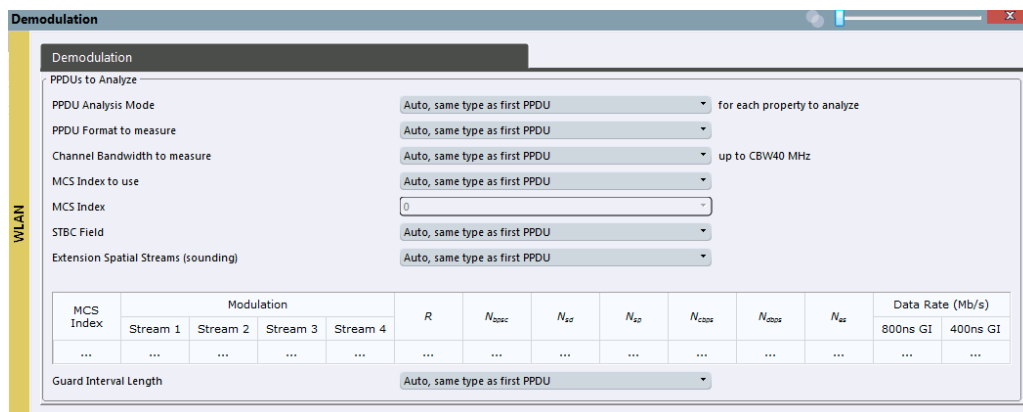 Demodulation
X
WLAN
Demodulation
PPDUs to Analyze
PPDU Analysis Mode Auto, same type as first PPDU for each property to analyze
PPDU Format to measure Auto, same type as first PPDU
Channel Bandwidth to measure Auto, same type as first PPDU up to CBW40 MHz
MCS Index to use Auto, same type as first PPDU
MCS Index 0
STBC Field Auto, same type as first PPDU
Extension Spatial Streams (sounding) Auto, same type as first PPDU
MCS Index Modulation R Nbpsc Nsd Nsp Ncbps Ndbps Nes Data Rate (Mb/s)
Stream 1 Stream 2 Stream 3 Stream 4 800ns GI 400ns GI
... ... ... ... ... ... ... ... ... ... ... ... ... ...
Guard Interval Length Auto, same type as first PPDU